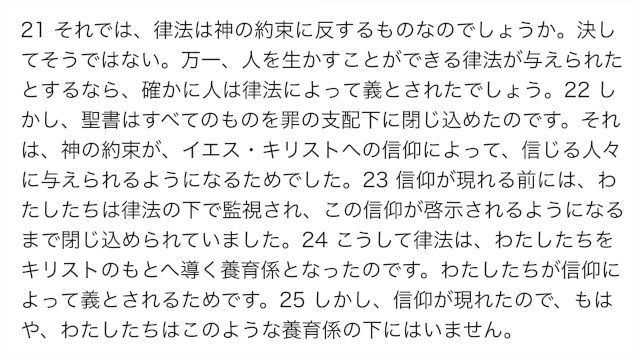 21 それでは、律法は神の約束に反するものなのでしょうか。決し
てそうではない。万一、人を生かすことができる律法が与えられた
とするなら、確かに人は律法によって義とされたでしょう。22 し
かし、聖書はすべてのものを罪の支配下に閉じ込めたのです。それ
は、神の約束が、イエス・キリストへの信仰によって、信じる人々
に与えられるようになるためでした。23 信仰が現れる前には、わ
たしたちは律法の下で監視され、この信仰が啓示されるようになる
まで閉じ込められていました。24 こうして律法は、わたしたちを
キリストのもとへ導く養育係となったのです。わたしたちが信仰に
よって義とされるためです。25 しかし、信仰が現れたので、もは
や、わたしたちはこのような養育係の下にはいません。